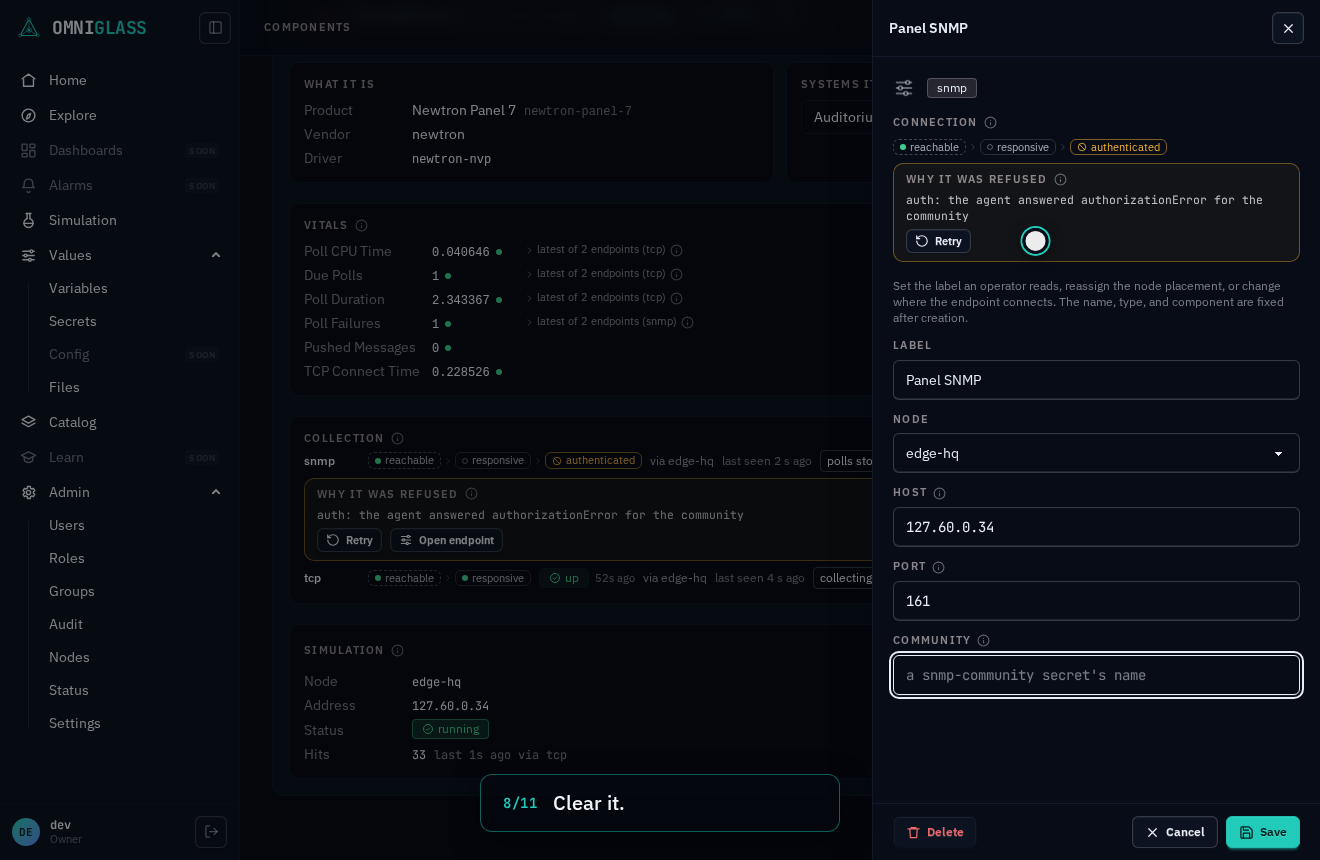 OMNIGLASS
Home
Explore
Dashboards SOON
Alarms SOON
Simulation
Values
Variables
Secrets
Config SOON
Files
Catalog
Learn SOON
Admin
Users
Roles
Groups
Audit
Nodes
Status
Settings
DE dev
Owner
COMPONENTS
WHAT IT IS
Product Newtron Panel 7 newtron-panel-7
Vendor newtron
Driver newtron-nvp
SYSTEMS IT
Auditoriu
VITALS
Poll CPU Time 0.040646 latest of 2 endpoints (tcp)
Due Polls 1 latest of 2 endpoints (tcp)
Poll Duration 2.343367 latest of 2 endpoints (tcp)
Poll Failures 1 latest of 2 endpoints (snmp)
Pushed Messages 0
TCP Connect Time 0.228526
COLLECTION
snmp reachable responsive authenticated via edge-hq last seen 2 s ago polls sto
WHY IT WAS REFUSED
auth: the agent answered authorizationError for the community
Retry Open endpoint
tcp reachable responsive up 52s ago via edge-hq last seen 4 s ago collecting
SIMULATION
Node edge-hq
Address 127.60.0.34
Status running
Hits 33 last 1s ago via tcp
8/11 Clear it.
Panel SNMP
snmp
CONNECTION
reachable responsive authenticated
WHY IT WAS REFUSED
auth: the agent answered authorizationError for the
community
Retry
Set the label an operator reads, reassign the node placement, or change
where the endpoint connects. The name, type, and component are fixed
after creation.
LABEL
Panel SNMP
NODE
edge-hq
HOST
127.60.0.34
PORT
161
COMMUNITY
a snmp-community secret's name
Delete Cancel Save